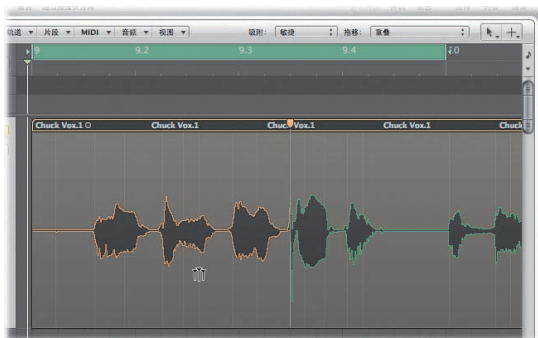 轨道 片段 MIDI 音频 视图 吸附: 敏捷 拖移: 重叠
9 9.2 9.3 9.4 10
Chuck Vox.1 Chuck Vox.1 Chuck Vox.1 Chuck Vox.1 Chuck